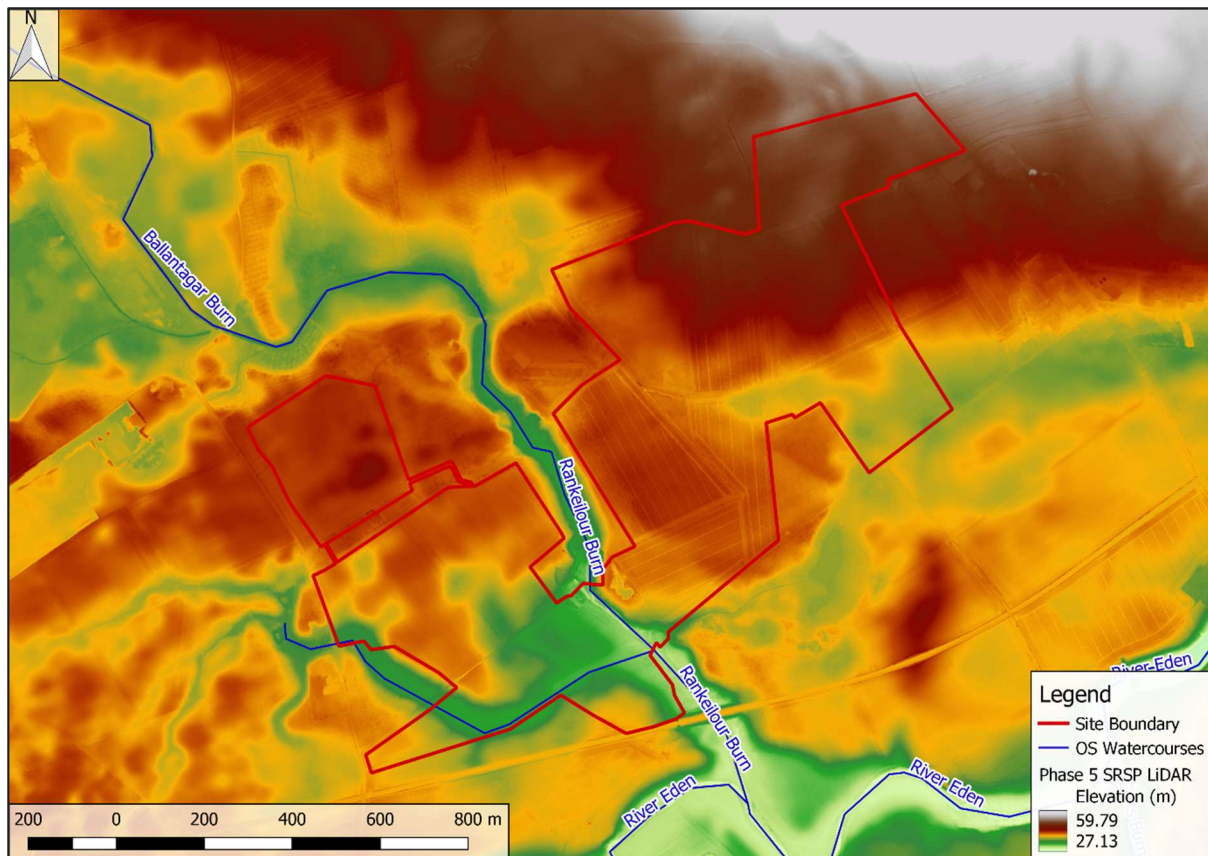 N
Ballantagar Burn
Rankeilour Burn
Rankeilour-Burn
River-Eden
River Eden
River Eden
Legend
Site Boundary
OS Watercourses
Phase 5 SRSP LiDAR
Elevation (m)
59.79
27.13
200 0 200 400 600 800 m